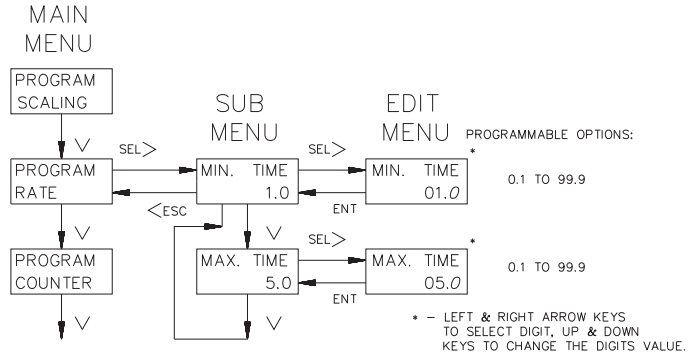 MAIN
MENU
PROGRAM
SCALING
SUB
MENU
EDIT
MENU
PROGRAMMABLE OPTIONS:
∨
SEL>
SEL>
*
PROGRAM
RATE
MIN. TIME
1.0
MIN. TIME
01.0
0.1 TO 99.9
<ESC
ENT
∨
∨
SEL>
*
PROGRAM
COUNTER
MAX. TIME
5.0
MAX. TIME
05.0
0.1 TO 99.9
ENT
∨
∨
* – LEFT & RIGHT ARROW KEYS
TO SELECT DIGIT, UP & DOWN
KEYS TO CHANGE THE DIGITS VALUE.